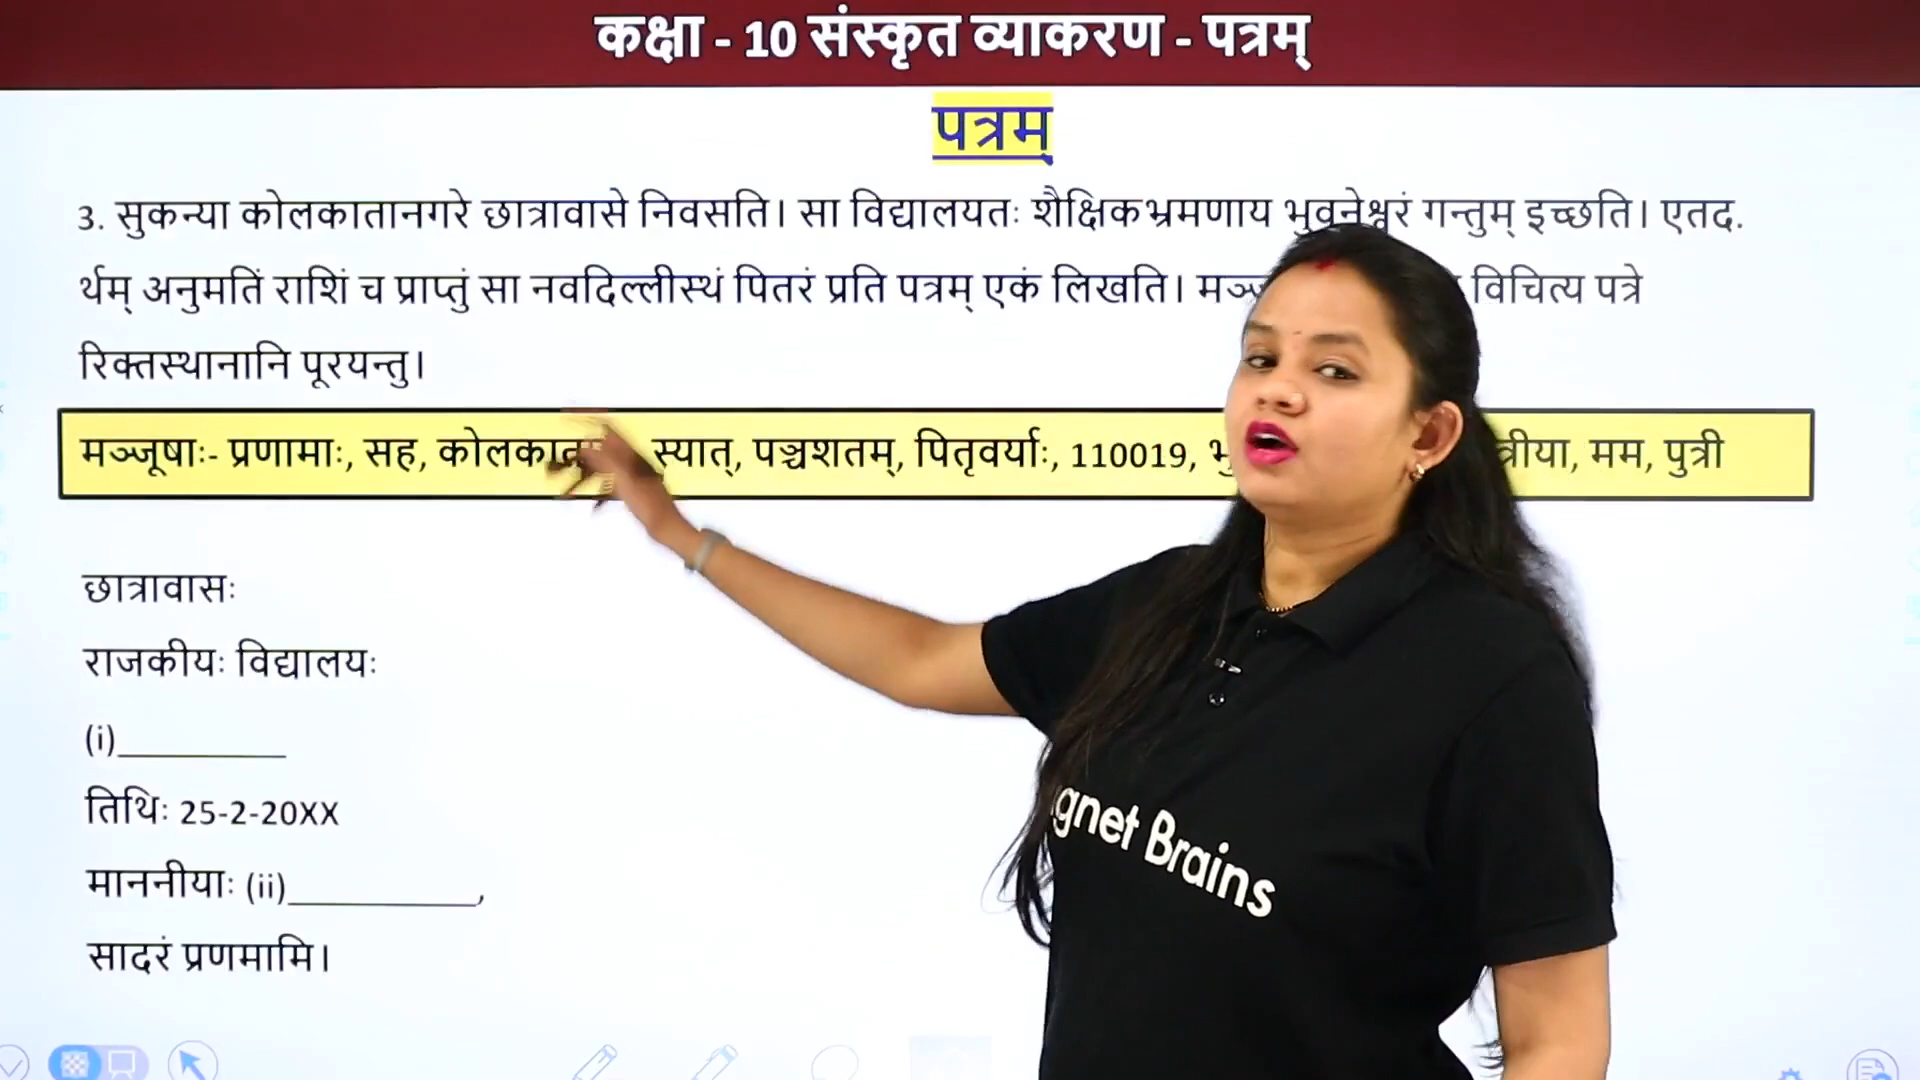 कक्षा - 10 संस्कृत व्याकरण - पत्रम्
पत्रम्
3. सुकन्या कोलकातानगरे छात्रावासे निवसति। सा विद्यालयतः शैक्षिकभ्रमणाय भुवनेश्वरं गन्तुम् इच्छति। एतद.
र्थम् अनुमतिं राशिं च प्राप्तुं सा नवदिल्लीस्थं पितरं प्रति पत्रम् एकं लिखति। विचित्य पत्रे
रिक्तस्थानानि पूरयन्तु।
मञ्जूषाः- प्रणामाः, सह, स्यात्, पञ्चशतम्, पितृवर्याः, 110019, मम, पुत्री
छात्रावासः
राजकीयः विद्यालयः
(i)__________
तिथिः 25-2-20XX
माननीयाः (ii)___________,
सादरं प्रणमामि।
gnet Brains